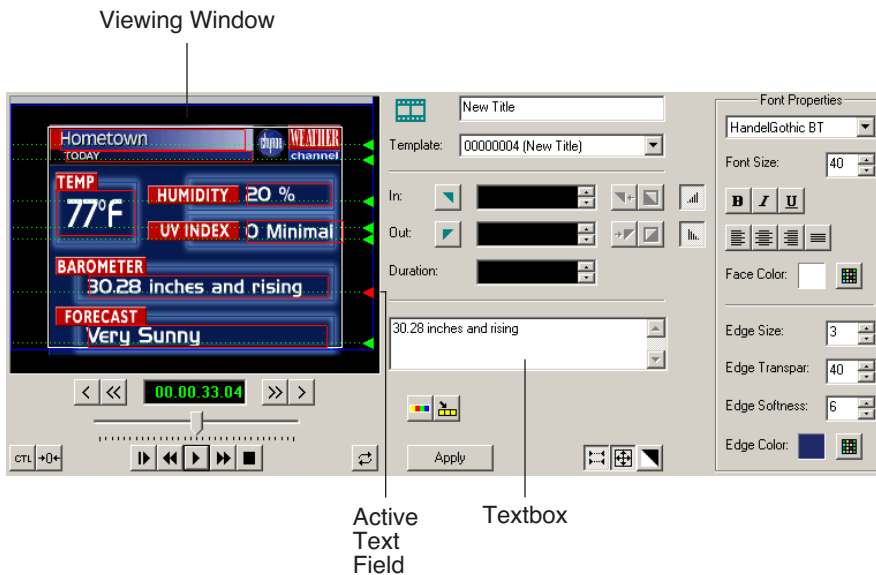 Viewing Window
Hometown
TODAY
chyron
WEATHER
channel
TEMP
77°F
HUMIDITY 20 %
UV INDEX 0 Minimal
BAROMETER
30.28 inches and rising
FORECAST
Very Sunny
< << 00.00.33.04 >> >
CTL →0←
New Title
Template: 00000004 (New Title)
In:
Out:
Duration:
30.28 inches and rising
Apply
Font Properties
HandelGothic BT
Font Size: 40
B I U
Face Color:
Edge Size: 3
Edge Transpar: 40
Edge Softness: 6
Edge Color:
Active
Text
Field
Textbox